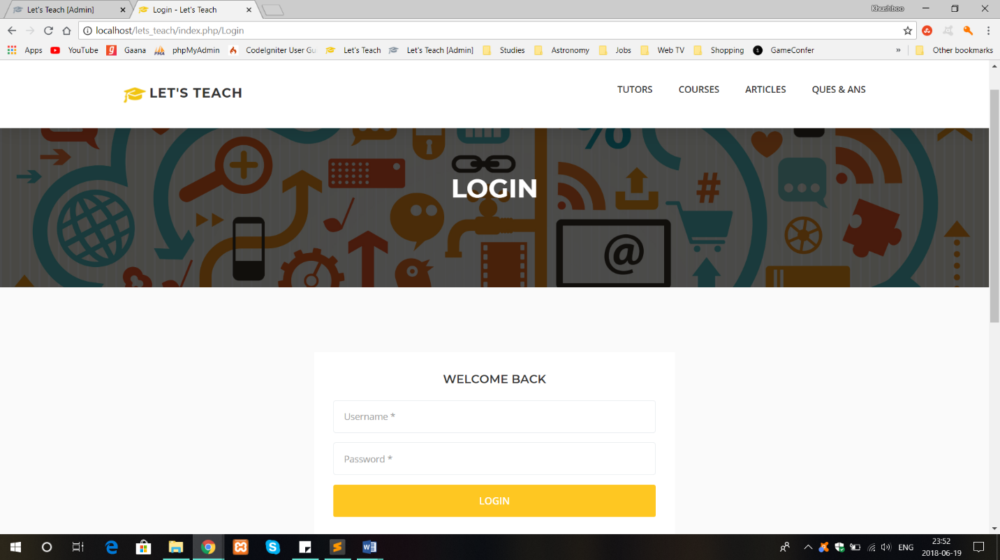 Let's Teach [Admin]
Login - Let's Teach
Khushboo
localhost/lets_teach/index.php/Login
Apps
YouTube
g
Gaana
PMA
phpMyAdmin
CodeIgniter User Gu
Let's Teach
Let's Teach [Admin]
Studies
Astronomy
Jobs
Web TV
Shopping
GameConfer
»
Other bookmarks
LET'S TEACH
TUTORS
COURSES
ARTICLES
QUES & ANS
%
#
@
LOGIN
WELCOME BACK
Username *
Password *
LOGIN
ENG
23:52
2018-06-19